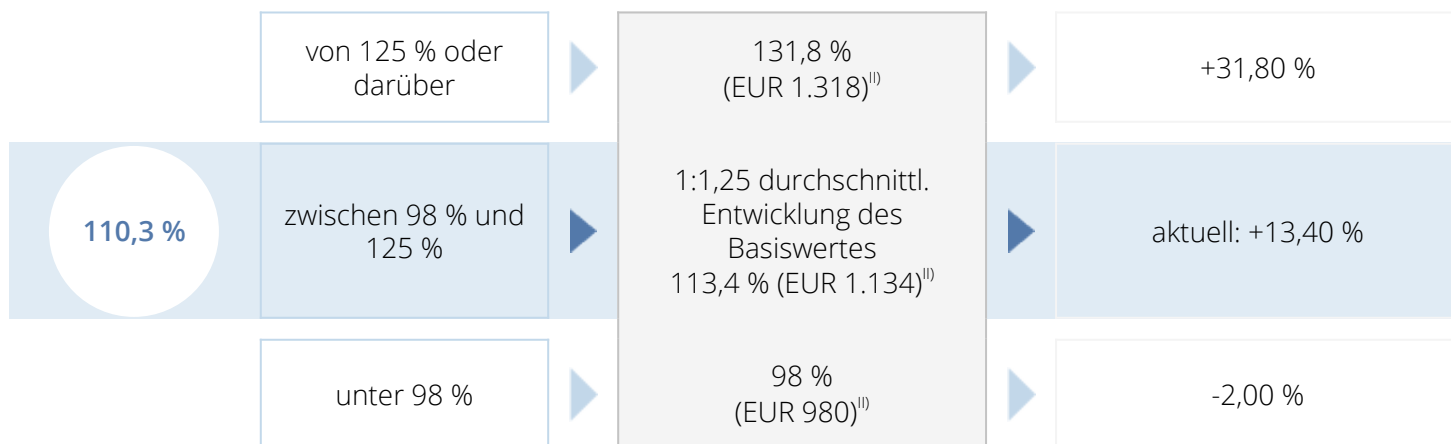 von 125 % oder
darüber
131,8 %
(EUR 1.318)II)
+31,80 %
110,3 %
zwischen 98 % und
125 %
1:1,25 durchschnittl.
Entwicklung des
Basiswertes
113,4 % (EUR 1.134)II)
aktuell: +13,40 %
unter 98 %
98 %
(EUR 980)II)
-2,00 %